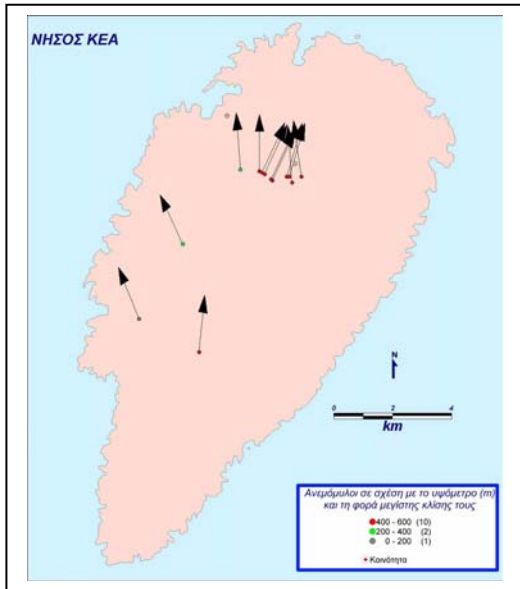 ΝΗΣΟΣ ΚΕΑ
N
0 2 4
km
Ανεμόμυλοι σε σχέση με το υψόμετρο (m)
και τη φορά μεγίστης κλίσης τους
400 - 600 (10)
200 - 400 (2)
0 - 200 (1)
Κοινότητα